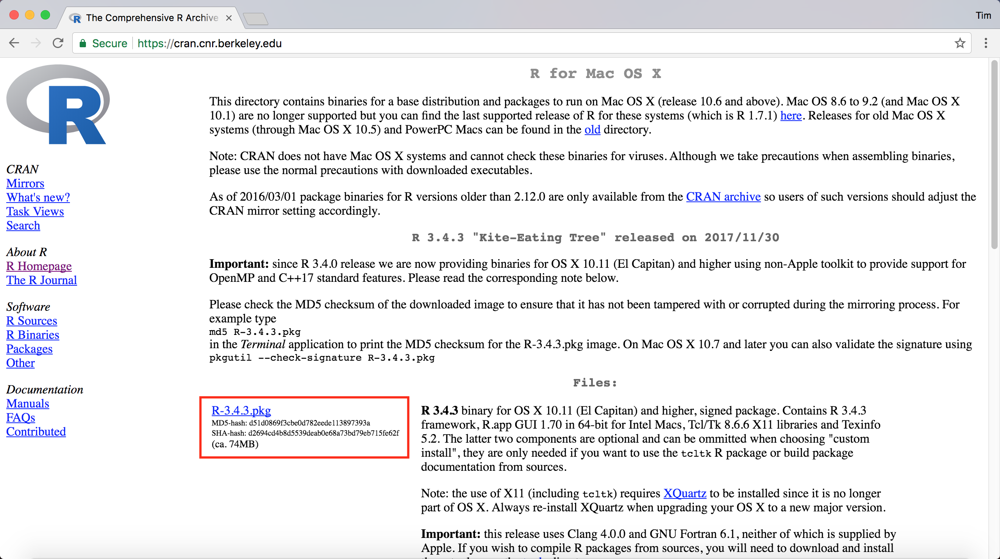 The Comprehensive R Archive
Tim
Secure
https://cran.cnr.berkeley.edu
R
CRAN
Mirrors
What's new?
Task Views
Search
About R
R Homepage
The R Journal
Software
R Sources
R Binaries
Packages
Other
Documentation
Manuals
FAQs
Contributed
R for Mac OS X
This directory contains binaries for a base distribution and packages to run on Mac OS X (release 10.6 and above). Mac OS 8.6 to 9.2 (and Mac OS X
10.1) are no longer supported but you can find the last supported release of R for these systems (which is R 1.7.1) here. Releases for old Mac OS X
systems (through Mac OS X 10.5) and PowerPC Macs can be found in the old directory.
Note: CRAN does not have Mac OS X systems and cannot check these binaries for viruses. Although we take precautions when assembling binaries,
please use the normal precautions with downloaded executables.
As of 2016/03/01 package binaries for R versions older than 2.12.0 are only available from the CRAN archive so users of such versions should adjust the
CRAN mirror setting accordingly.
R 3.4.3 "Kite-Eating Tree" released on 2017/11/30
Important: since R 3.4.0 release we are now providing binaries for OS X 10.11 (El Capitan) and higher using non-Apple toolkit to provide support for
OpenMP and C++17 standard features. Please read the corresponding note below.
Please check the MD5 checksum of the downloaded image to ensure that it has not been tampered with or corrupted during the mirroring process. For
example type
md5 R-3.4.3.pkg
in the Terminal application to print the MD5 checksum for the R-3.4.3.pkg image. On Mac OS X 10.7 and later you can also validate the signature using
pkgutil --check-signature R-3.4.3.pkg
Files:
R-3.4.3.pkg
MD5-hash: d51d0869f3cbe0d782eede113897393a
SHA-hash: d2694cd4b8d5539deab0e68a73bd79eb715fe62f
(ca. 74MB)
R 3.4.3 binary for OS X 10.11 (El Capitan) and higher, signed package. Contains R 3.4.3
framework, R.app GUI 1.70 in 64-bit for Intel Macs, Tcl/Tk 8.6.6 X11 libraries and Texinfo
5.2. The latter two components are optional and can be ommitted when choosing "custom
install", they are only needed if you want to use the tcltk R package or build package
documentation from sources.
Note: the use of X11 (including tcltk) requires XQuartz to be installed since it is no longer
part of OS X. Always re-install XQuartz when upgrading your OS X to a new major version.
Important: this release uses Clang 4.0.0 and GNU Fortran 6.1, neither of which is supplied by
Apple. If you wish to compile R packages from sources, you will need to download and install